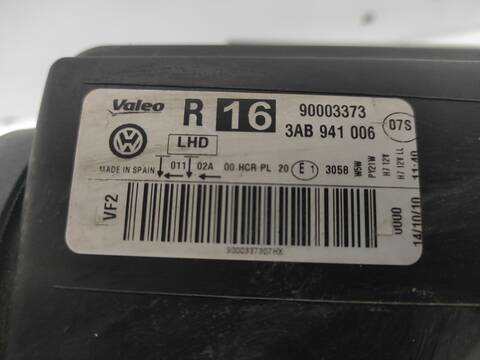 Valeo R 16 90003373
LHD 3AB 941 006 07S
MADE IN SPAIN 011 02A 00 HCR PL 20 E1 3058
W5W
PY21W
H7 12V
H7 12V LL
11:40
VF2
0000
14/10/10
9000337307HX